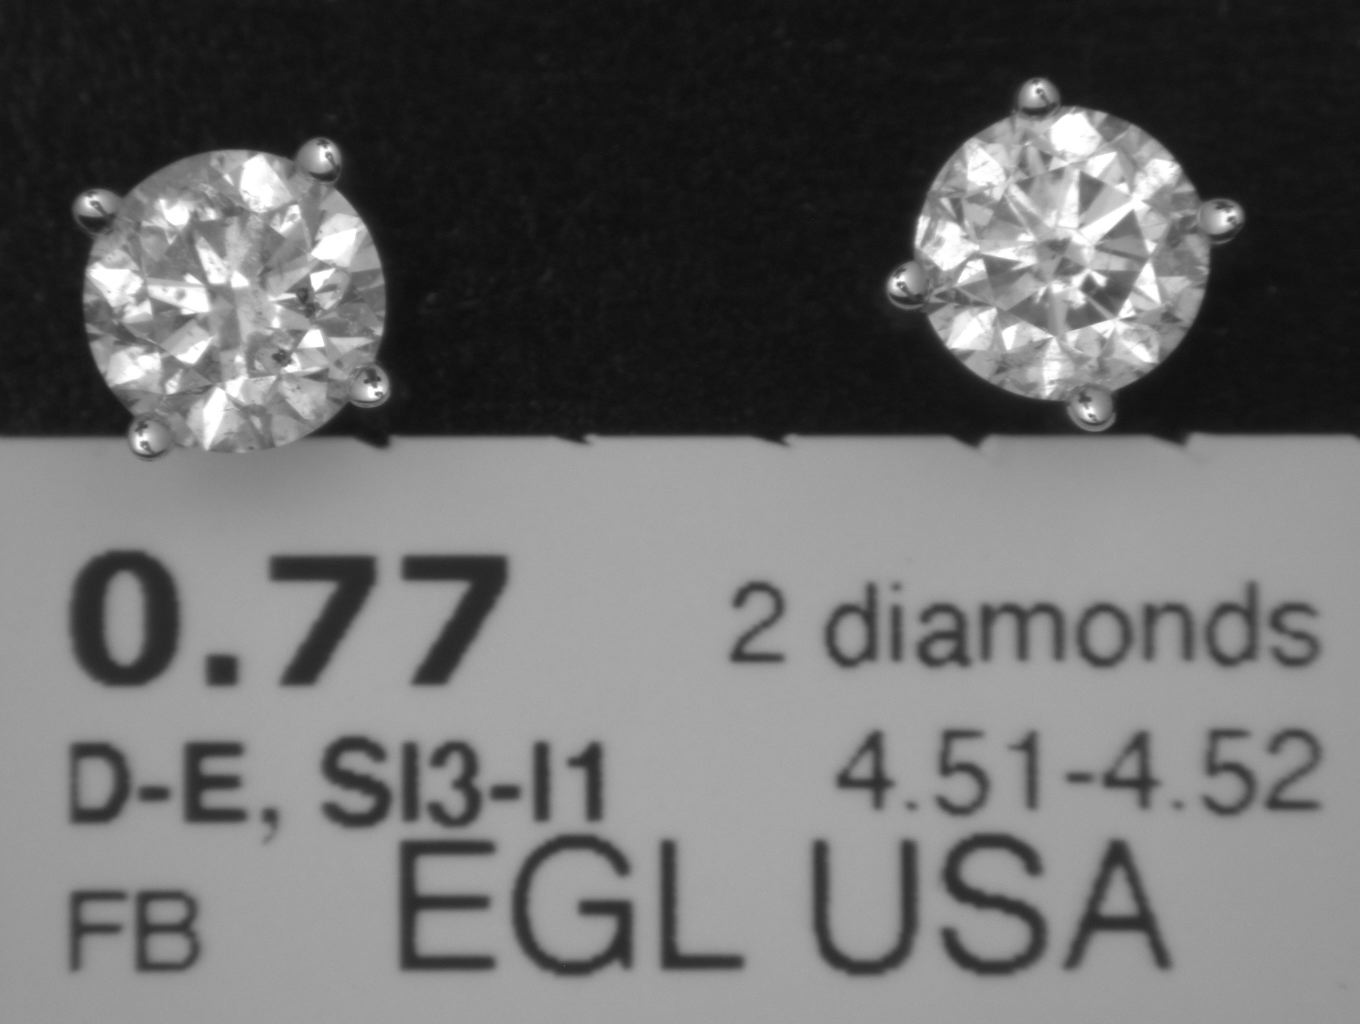 0.77 2 diamonds
D-E, SI3-I1 4.51-4.52
FB EGL USA